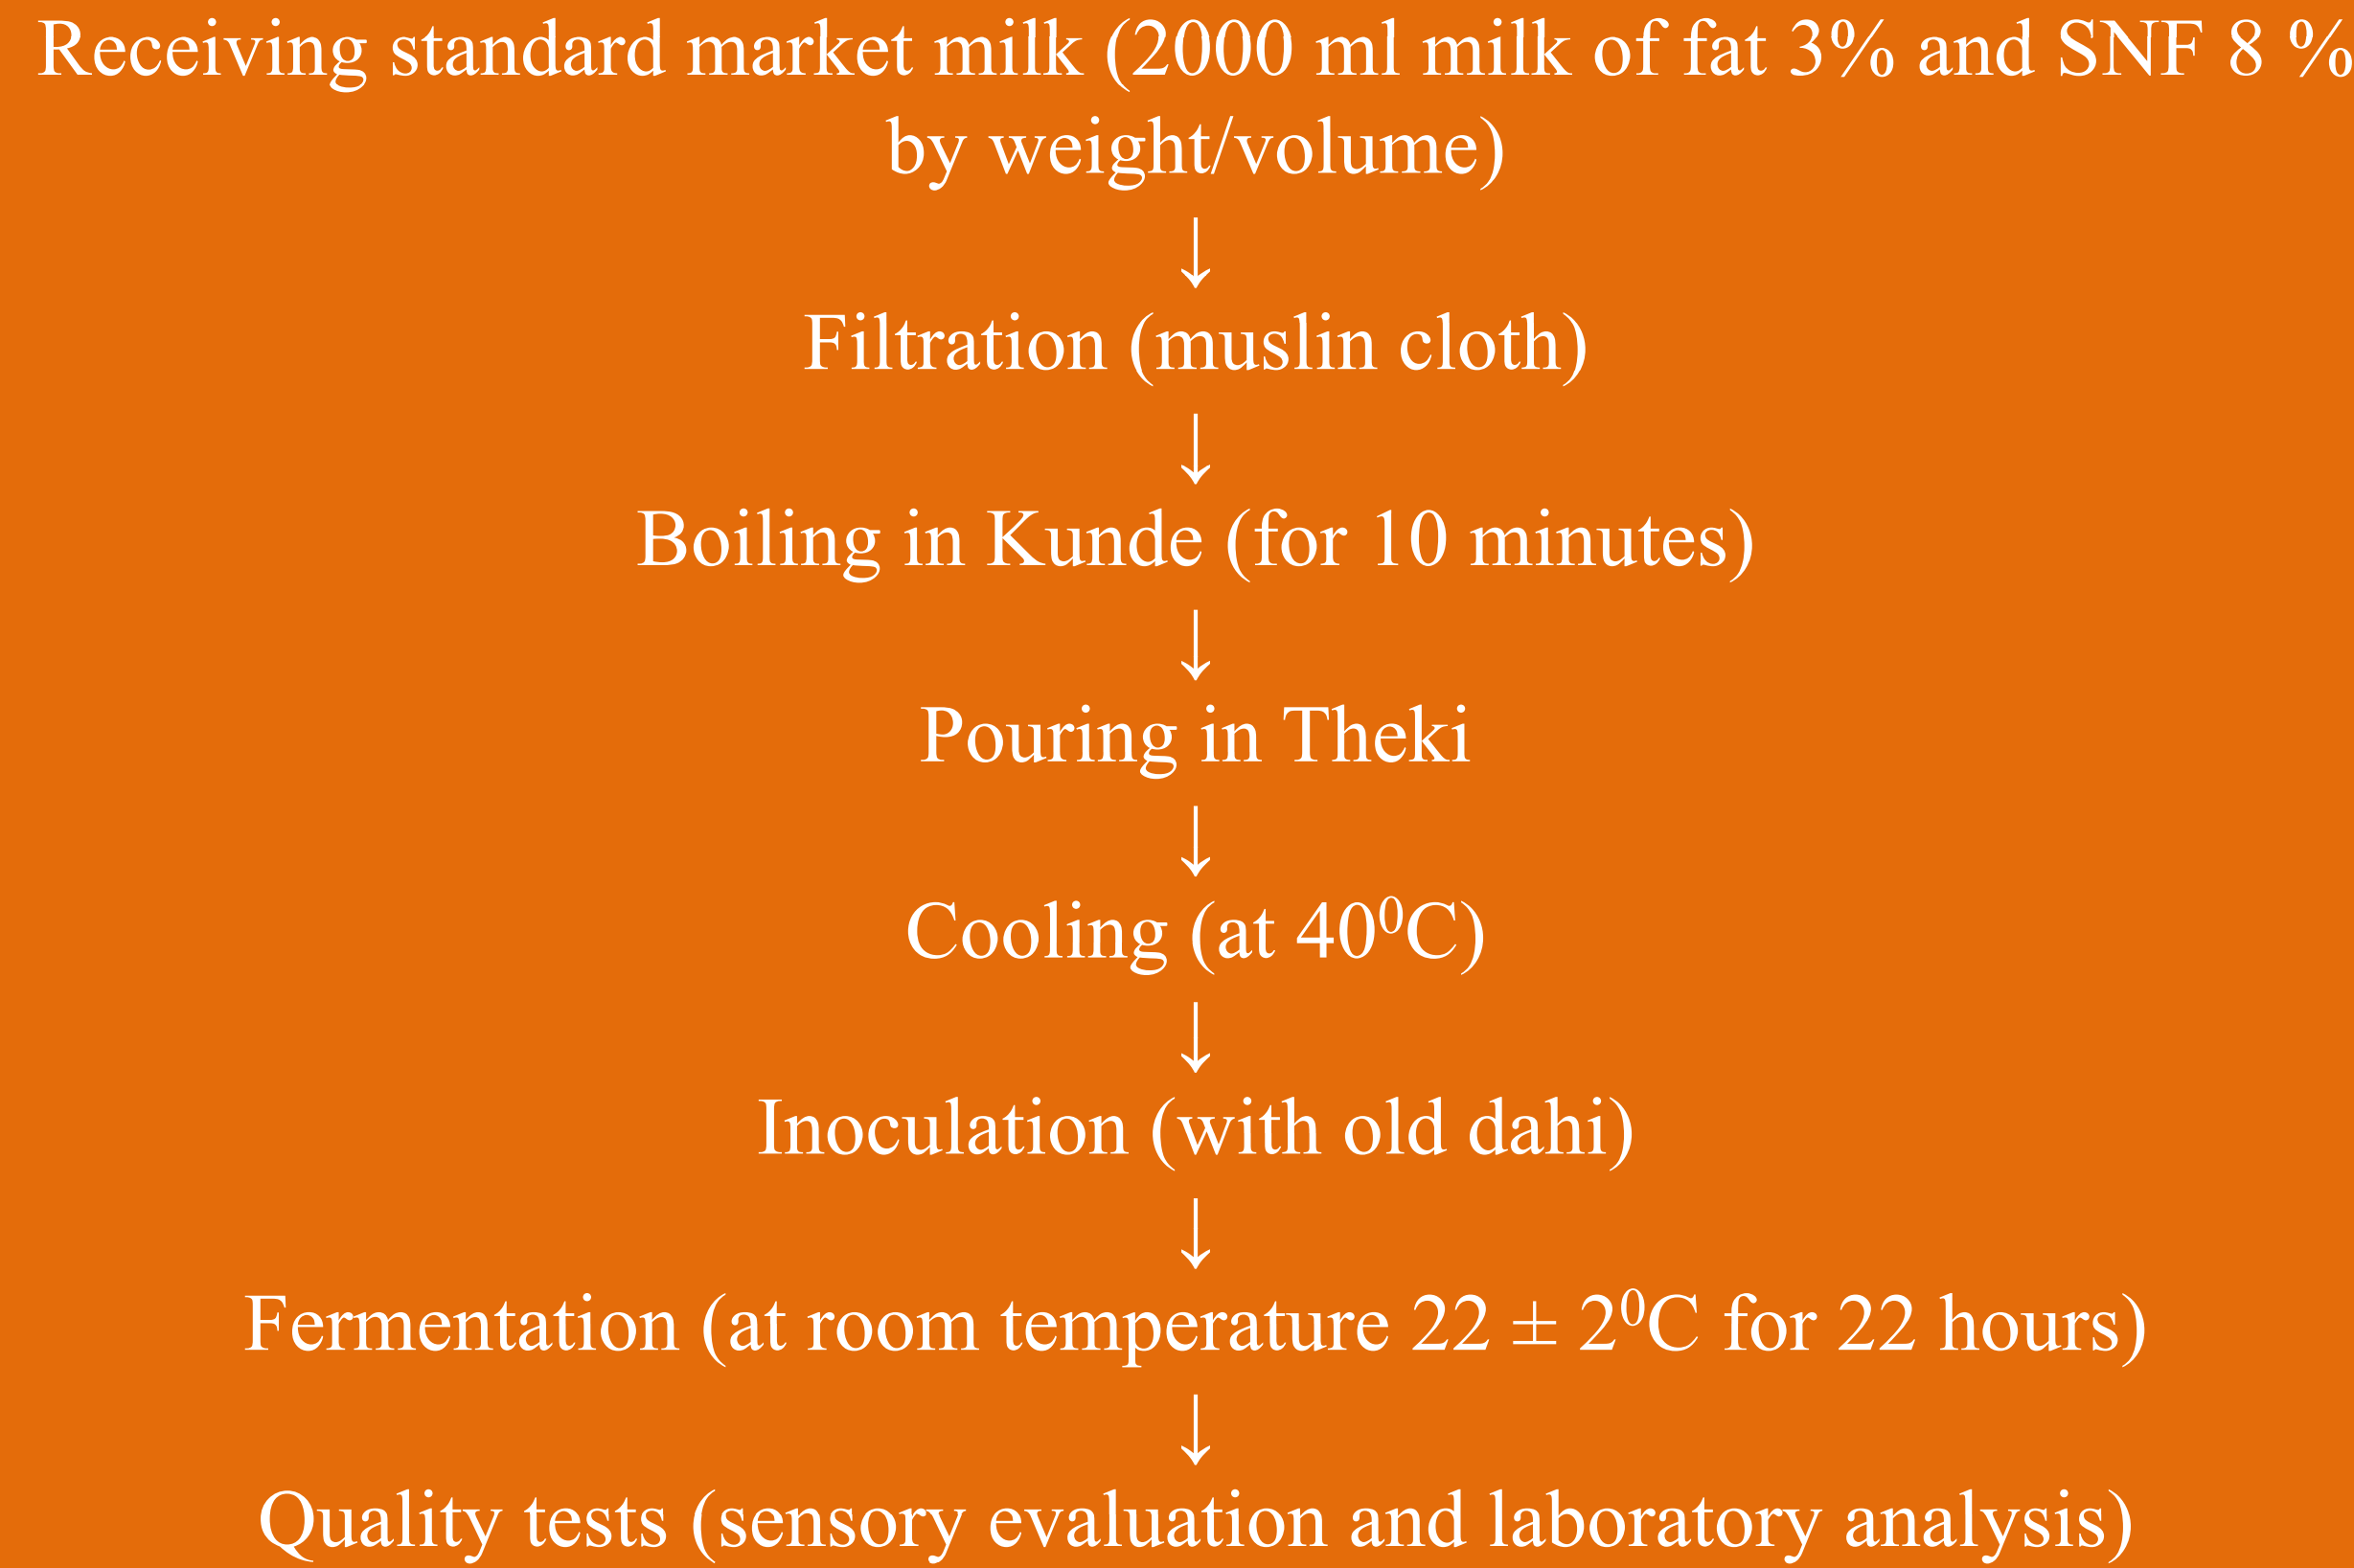 Receiving standard market milk (2000 ml milk of fat 3% and SNF 8 %
by weight/volume)
↓
Filtration (muslin cloth)
↓
Boiling in Kunde (for 10 minutes)
↓
Pouring in Theki
↓
Cooling (at 40⁰C)
↓
Inoculation (with old dahi)
↓
Fermentation (at room temperature 22 ± 2⁰C for 22 hours)
↓
Qualiy tests (sensory evaluation and laboratory analysis)